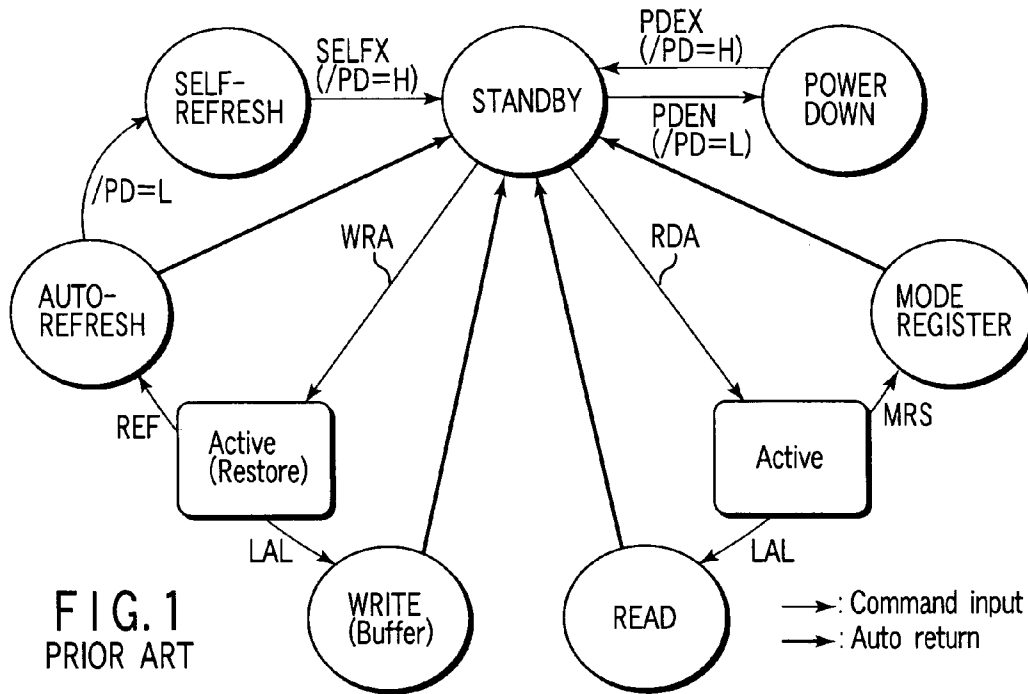 SELF-
REFRESH
SELFX
(/PD=H)
STANDBY
PDEX
(/PD=H)
PDEN
(/PD=L)
POWER
DOWN
/PD=L
WRA
RDA
AUTO-
REFRESH
MODE
REGISTER
REF
Active
(Restore)
Active
MRS
LAL
LAL
WRITE
(Buffer)
READ
FIG.1
PRIOR ART
: Command input
: Auto return